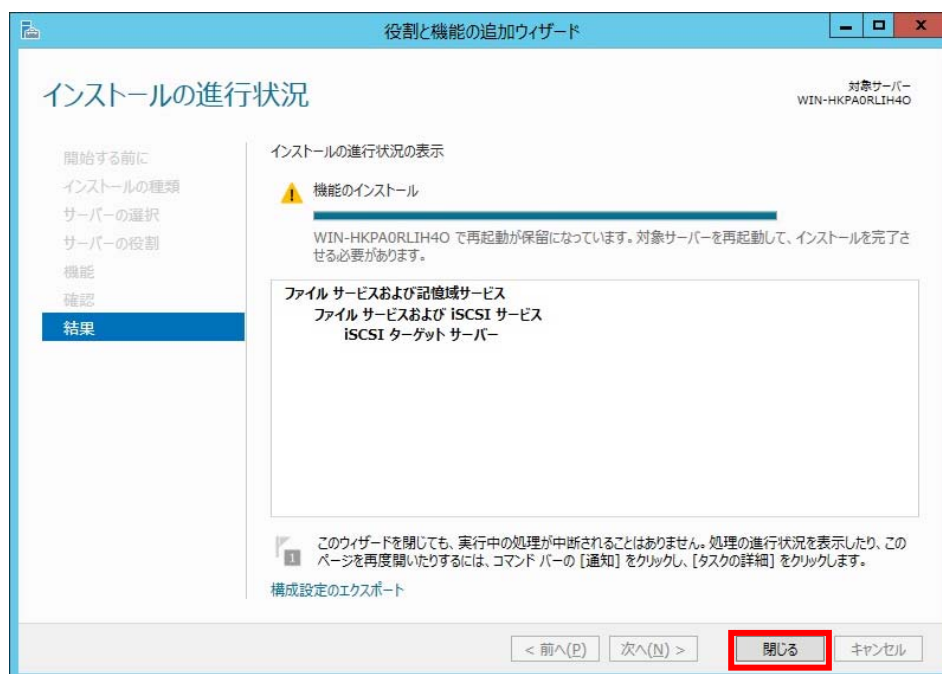 役割と機能の追加ウィザード
インストールの進行状況
対象サーバー
WIN-HKPA0RLIH4O
開始する前に
インストールの種類
サーバーの選択
サーバーの役割
機能
確認
結果
インストールの進行状況の表示
機能のインストール
WIN-HKPA0RLIH4O で再起動が保留になっています。対象サーバーを再起動して、インストールを完了さ
せる必要があります。
ファイル サービスおよび記憶域サービス
ファイル サービスおよび iSCSI サービス
iSCSI ターゲット サーバー
1
このウィザードを閉じても、実行中の処理が中断されることはありません。処理の進行状況を表示したり、この
ページを再度開いたりするには、コマンド バーの [通知] をクリックし、[タスクの詳細] をクリックします。
構成設定のエクスポート
< 前へ(P) 次へ(N) > 閉じる キャンセル